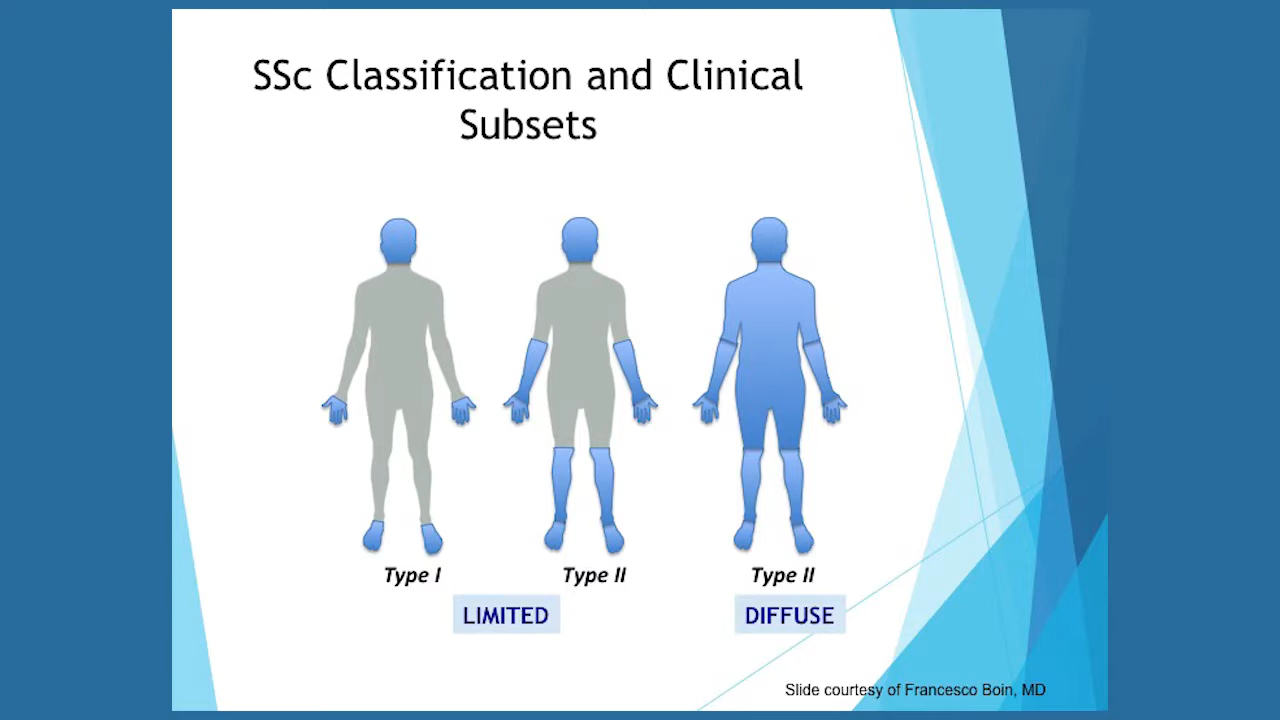 SSc Classification and Clinical
Subsets
Type I
Type II
Type II
LIMITED
DIFFUSE
Slide courtesy of Francesco Boin, MD